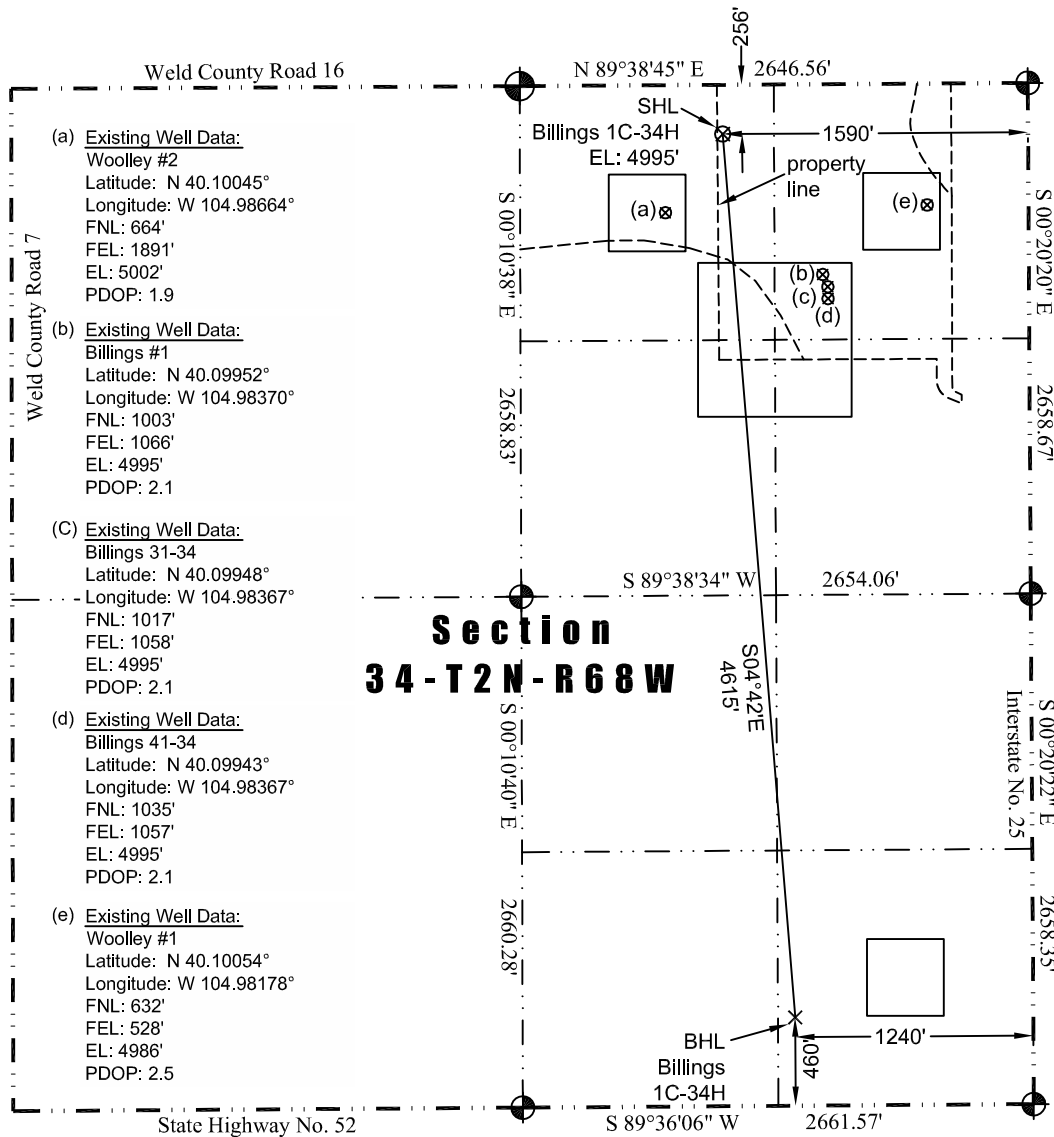 Weld County Road 16
N 89°38'45" E 2646.56'
256'
SHL
Billings 1C-34H
EL: 4995'
1590'
property
line
Weld County Road 7
(a) Existing Well Data:
Woolley #2
Latitude: N 40.10045°
Longitude: W 104.98664°
FNL: 664'
FEL: 1891'
EL: 5002'
PDOP: 1.9
(b) Existing Well Data:
Billings #1
Latitude: N 40.09952°
Longitude: W 104.98370°
FNL: 1003'
FEL: 1066'
EL: 4995'
PDOP: 2.1
(C) Existing Well Data:
Billings 31-34
Latitude: N 40.09948°
Longitude: W 104.98367°
FNL: 1017'
FEL: 1058'
EL: 4995'
PDOP: 2.1
(d) Existing Well Data:
Billings 41-34
Latitude: N 40.09943°
Longitude: W 104.98367°
FNL: 1035'
FEL: 1057'
EL: 4995'
PDOP: 2.1
(e) Existing Well Data:
Woolley #1
Latitude: N 40.10054°
Longitude: W 104.98178°
FNL: 632'
FEL: 528'
EL: 4986'
PDOP: 2.5
(a)
(e)
(b)
(c)
(d)
S 00°10'38" E
2658.83'
S 00°20'20" E
2658.67'
S 89°38'34" W 2654.06'
Section
34-T2N-R68W
S04°42'E
4615'
S 00°10'40" E
2660.28'
Interstate No. 25
S 00°20'22" E
2658.35'
BHL
Billings
1C-34H
460'
1240'
State Highway No. 52
S 89°36'06" W 2661.57'